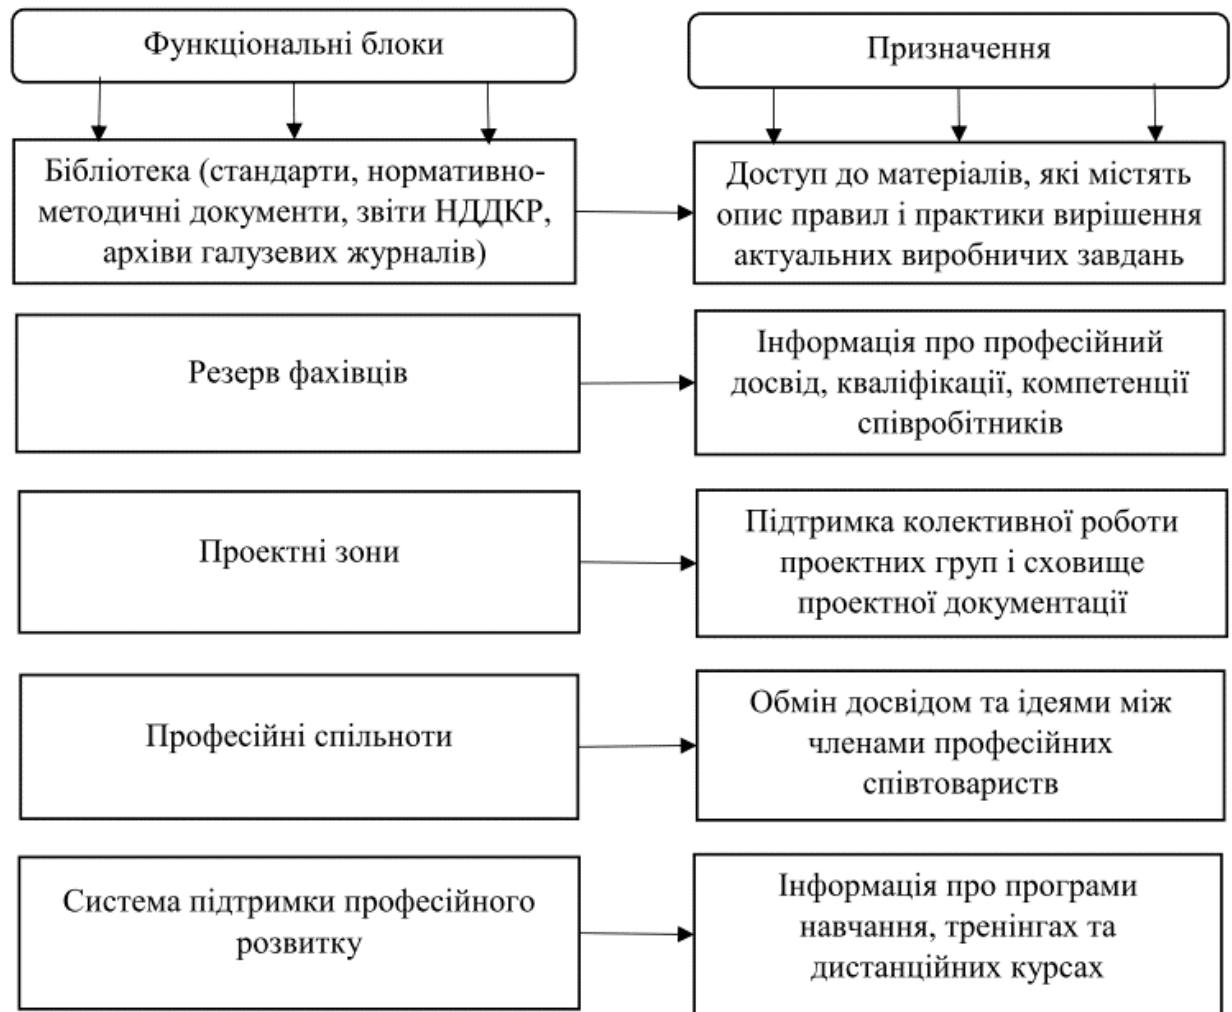 Функціональні блоки
Призначення
Бібліотека (стандарти, нормативно-
методичні документи, звіти НДДКР,
архіви галузевих журналів)
Доступ до матеріалів, які містять
опис правил і практики вирішення
актуальних виробничих завдань
Резерв фахівців
Інформація про професійний
досвід, кваліфікації, компетенції
співробітників
Проектні зони
Підтримка колективної роботи
проектних груп і сховище
проектної документації
Професійні спільноти
Обмін досвідом та ідеями між
членами професійних
співтовариств
Система підтримки професійного
розвитку
Інформація про програми
навчання, тренінгах та
дистанційних курсах